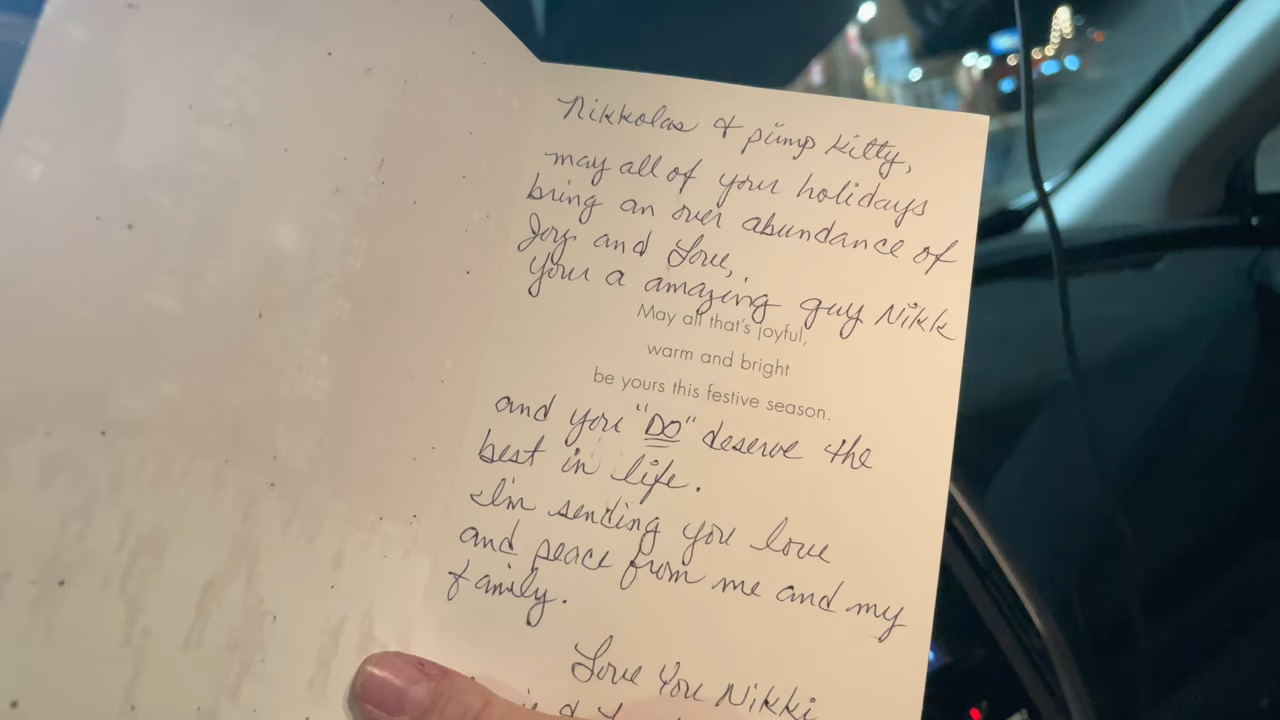 Nikkolas & pump kitty,
may all of your holidays
bring an over abundance of
Joy and Love,
your a amazing guy Nikk
May all that's joyful,
warm and bright
be yours this festive season.
and you "DO" deserve the
best in life.
I'm sending you love
and peace from me and my
family.
Love You Nikki